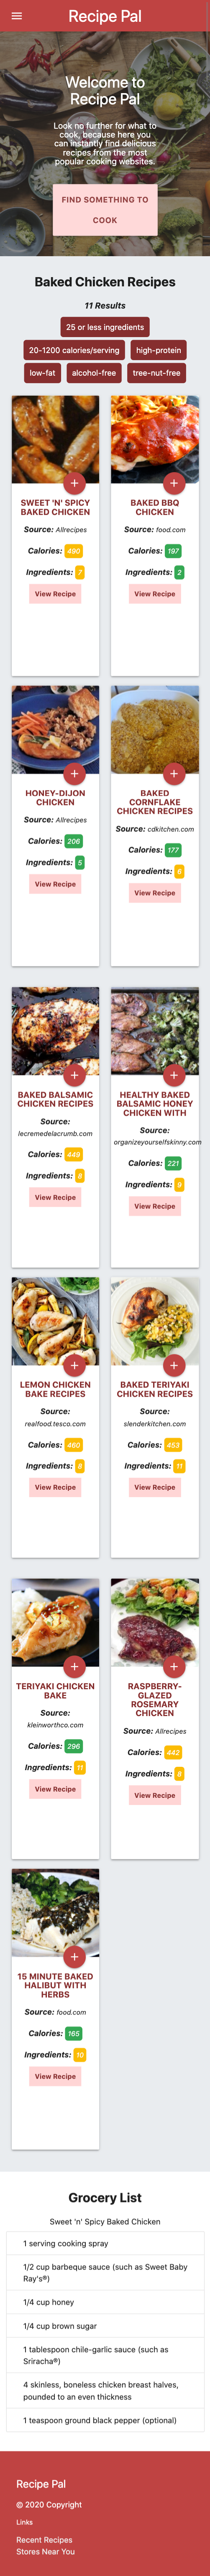 Recipe Pal
Welcome to
Recipe Pal
Look no further for what to
cook, because here you
can instantly find delicious
recipes from the most
popular cooking websites.
FIND SOMETHING TO
COOK
Baked Chicken Recipes
11 Results
25 or less ingredients
20-1200 calories/serving
high-protein
low-fat
alcohol-free
tree-nut-free
SWEET 'N' SPICY
BAKED CHICKEN
Source: Allrecipes
Calories: 490
Ingredients: 7
View Recipe
BAKED BBQ
CHICKEN
Source: food.com
Calories: 197
Ingredients: 2
View Recipe
HONEY-DIJON
CHICKEN
Source: Allrecipes
Calories: 206
Ingredients: 5
View Recipe
BAKED
CORNFLAKE
CHICKEN RECIPES
Source: cdkitchen.com
Calories: 177
Ingredients: 6
View Recipe
BAKED BALSAMIC
CHICKEN RECIPES
Source:
lecremedelacrumb.com
Calories: 449
Ingredients: 8
View Recipe
HEALTHY BAKED
BALSAMIC HONEY
CHICKEN WITH
Source:
organizeyourselfskinny.com
Calories: 221
Ingredients: 9
View Recipe
LEMON CHICKEN
BAKE RECIPES
Source:
realfood.tesco.com
Calories: 460
Ingredients: 8
View Recipe
BAKED TERIYAKI
CHICKEN RECIPES
Source:
slenderkitchen.com
Calories: 453
Ingredients: 11
View Recipe
TERIYAKI CHICKEN
BAKE
Source:
kleinworthco.com
Calories: 296
Ingredients: 11
View Recipe
RASPBERRY-
GLAZED
ROSEMARY
CHICKEN
Source: Allrecipes
Calories: 442
Ingredients: 8
View Recipe
15 MINUTE BAKED
HALIBUT WITH
HERBS
Source: food.com
Calories: 165
Ingredients: 10
View Recipe
Grocery List
Sweet 'n' Spicy Baked Chicken
1 serving cooking spray
1/2 cup barbeque sauce (such as Sweet Baby
Ray's®)
1/4 cup honey
1/4 cup brown sugar
1 tablespoon chile-garlic sauce (such as
Sriracha®)
4 skinless, boneless chicken breast halves,
pounded to an even thickness
1 teaspoon ground black pepper (optional)
Recipe Pal
© 2020 Copyright
Links
Recent Recipes
Stores Near You